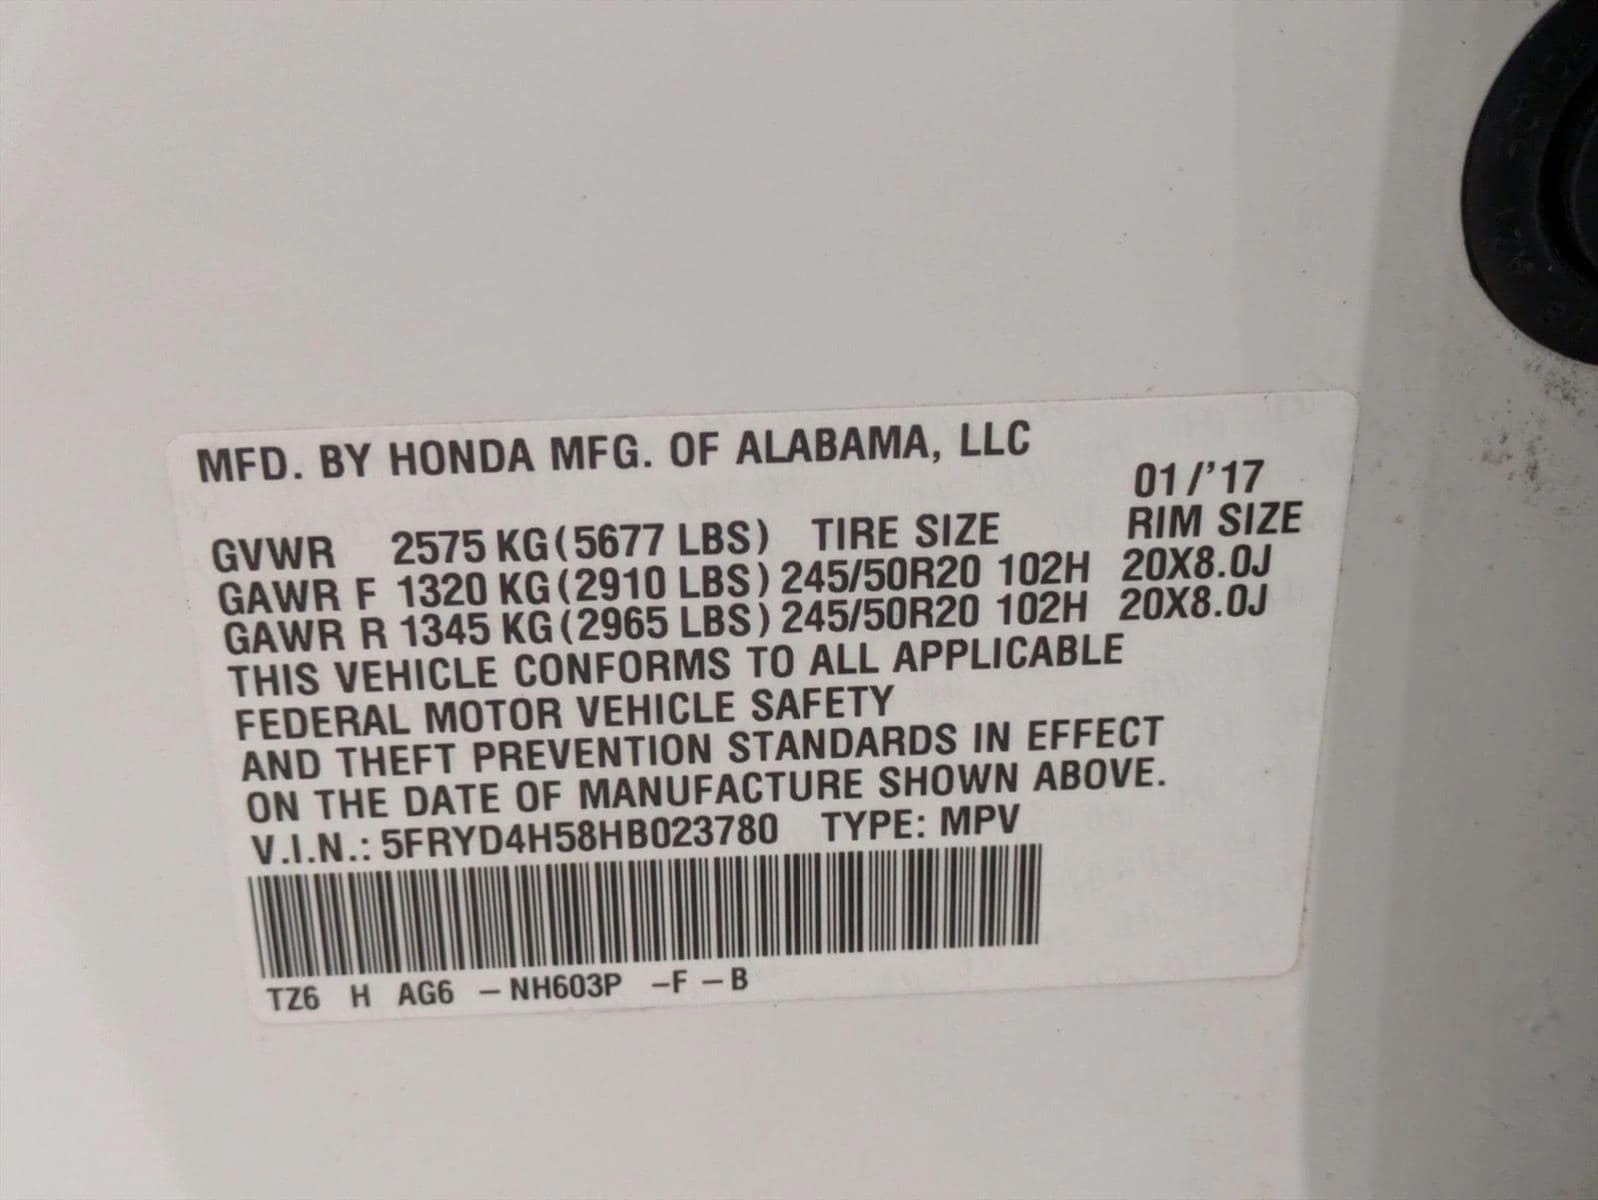 MFD. BY HONDA MFG. OF ALABAMA, LLC
01/'17
GVWR 2575 KG (5677 LBS) TIRE SIZE RIM SIZE
GAWR F 1320 KG (2910 LBS) 245/50R20 102H 20X8.0J
GAWR R 1345 KG (2965 LBS) 245/50R20 102H 20X8.0J
THIS VEHICLE CONFORMS TO ALL APPLICABLE
FEDERAL MOTOR VEHICLE SAFETY
AND THEFT PREVENTION STANDARDS IN EFFECT
ON THE DATE OF MANUFACTURE SHOWN ABOVE.
V.I.N.: 5FRYD4H58HB023780 TYPE: MPV
TZ6 H AG6 -NH603P -F -B